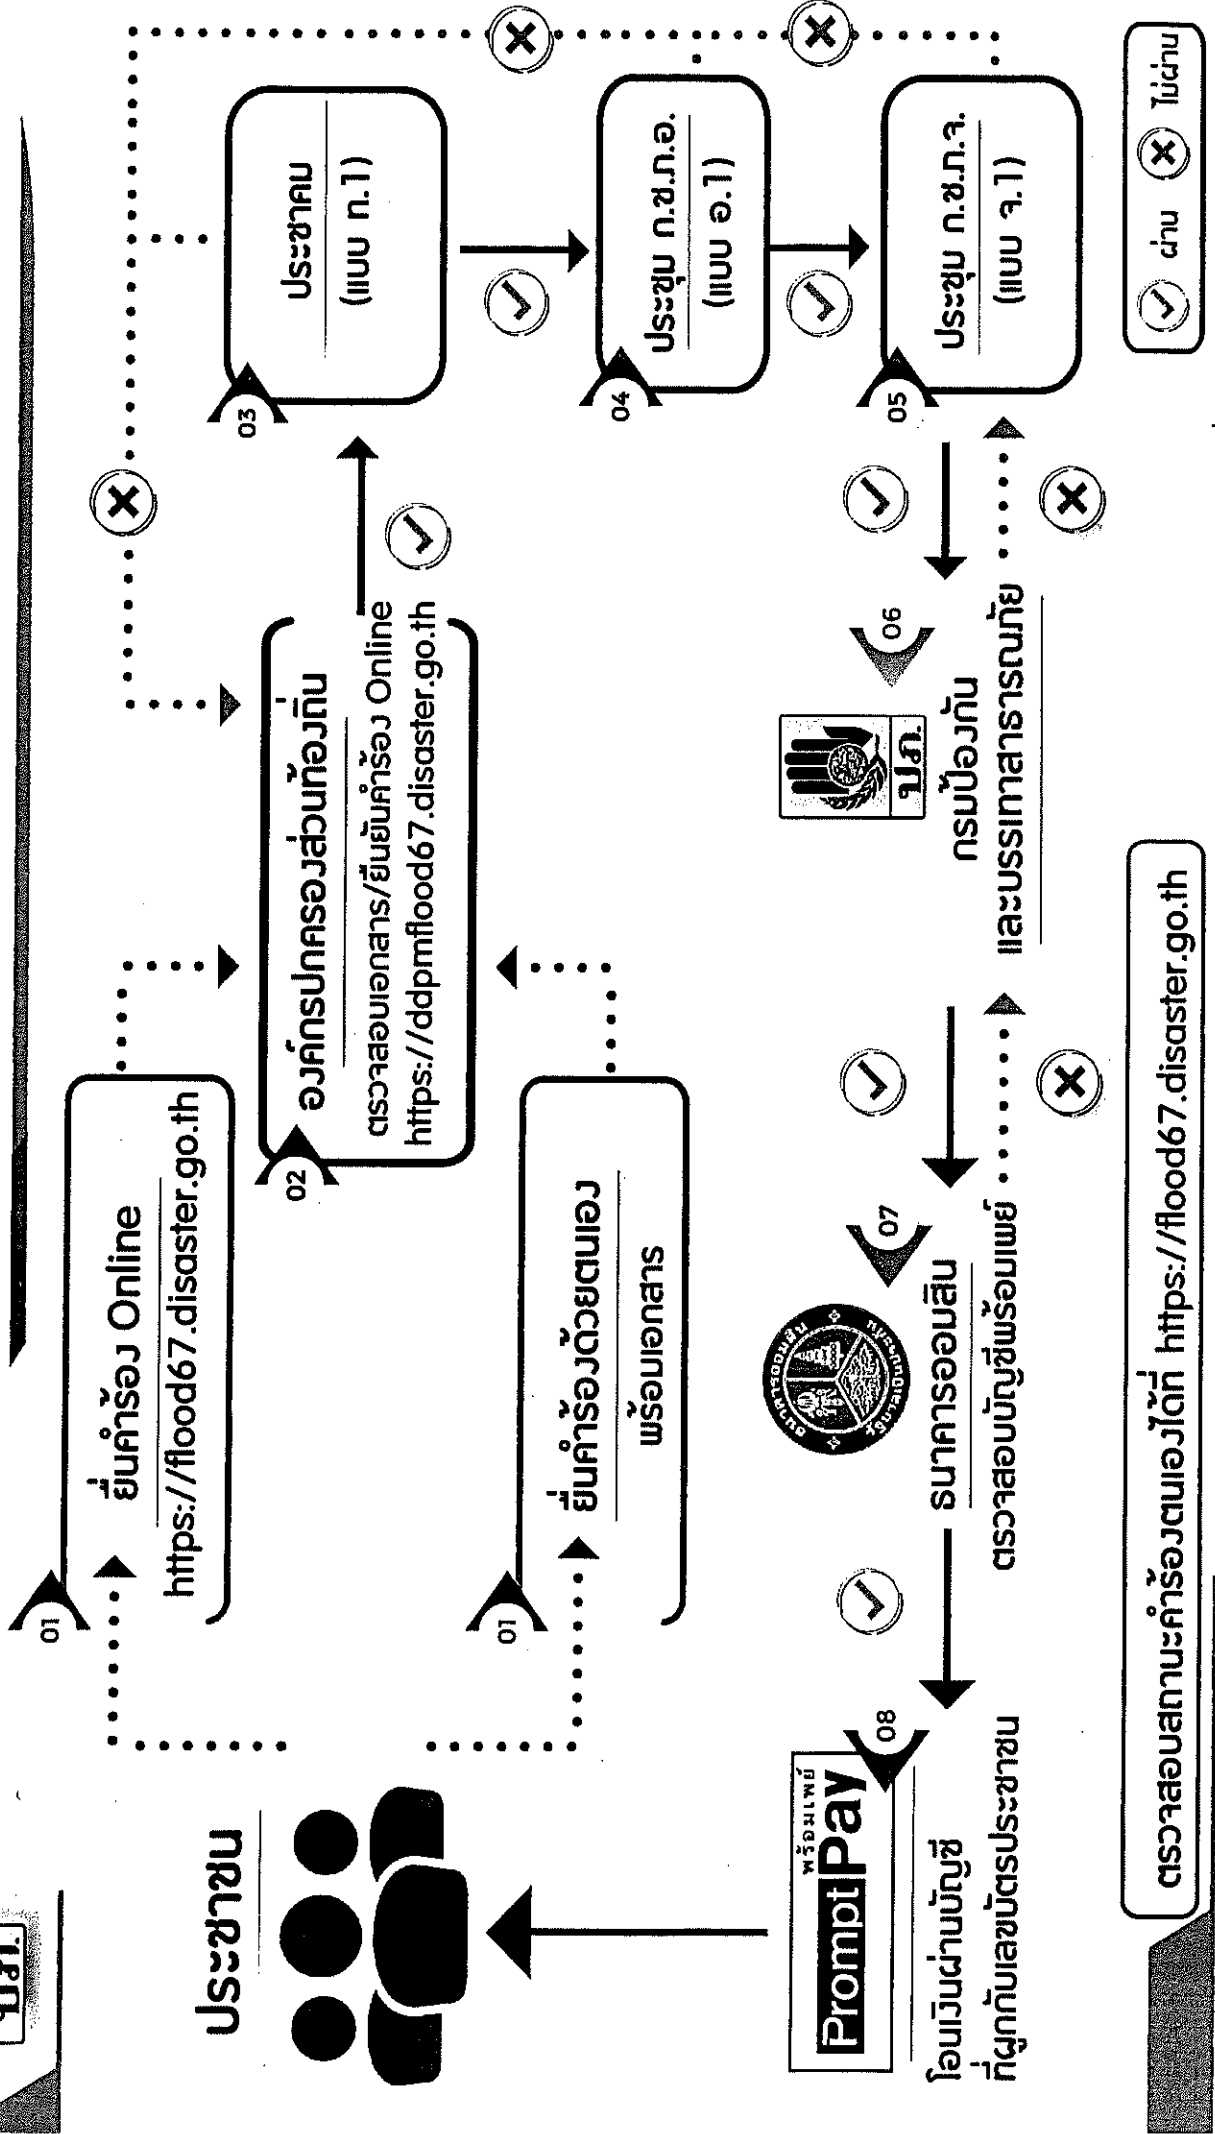 ปภ.
ประชาชน
01
ยื่นคำร้อง Online
https://flood67.disaster.go.th
01
ยื่นคำร้องด้วยตนเอง
พร้อมเอกสาร
02
องค์กรปกครองส่วนท้องถิ่น
ตรวจสอบเอกสาร/ยืนยันคำร้อง Online
https://ddpmflood67.disaster.go.th
03
ประชาคม
(แบบ ท.1)
04
ประชุม ก.ช.ภ.อ.
(แบบ อ.1)
05
ประชุม ก.ช.ภ.จ.
(แบบ จ.1)
06
ปภ.
กรมป้องกัน
และบรรเทาสาธารณภัย
07
ธนาคารออมสิน
ตรวจสอบบัญชีพร้อมเพย์
08
พร้อมเพย์
Prompt Pay
โอนเงินผ่านบัญชี
ที่ผูกกับเลขบัตรประชาชน
ตรวจสอบสถานะคำร้องตนเองได้ที่ https://flood67.disaster.go.th
ผ่าน
ไม่ผ่าน